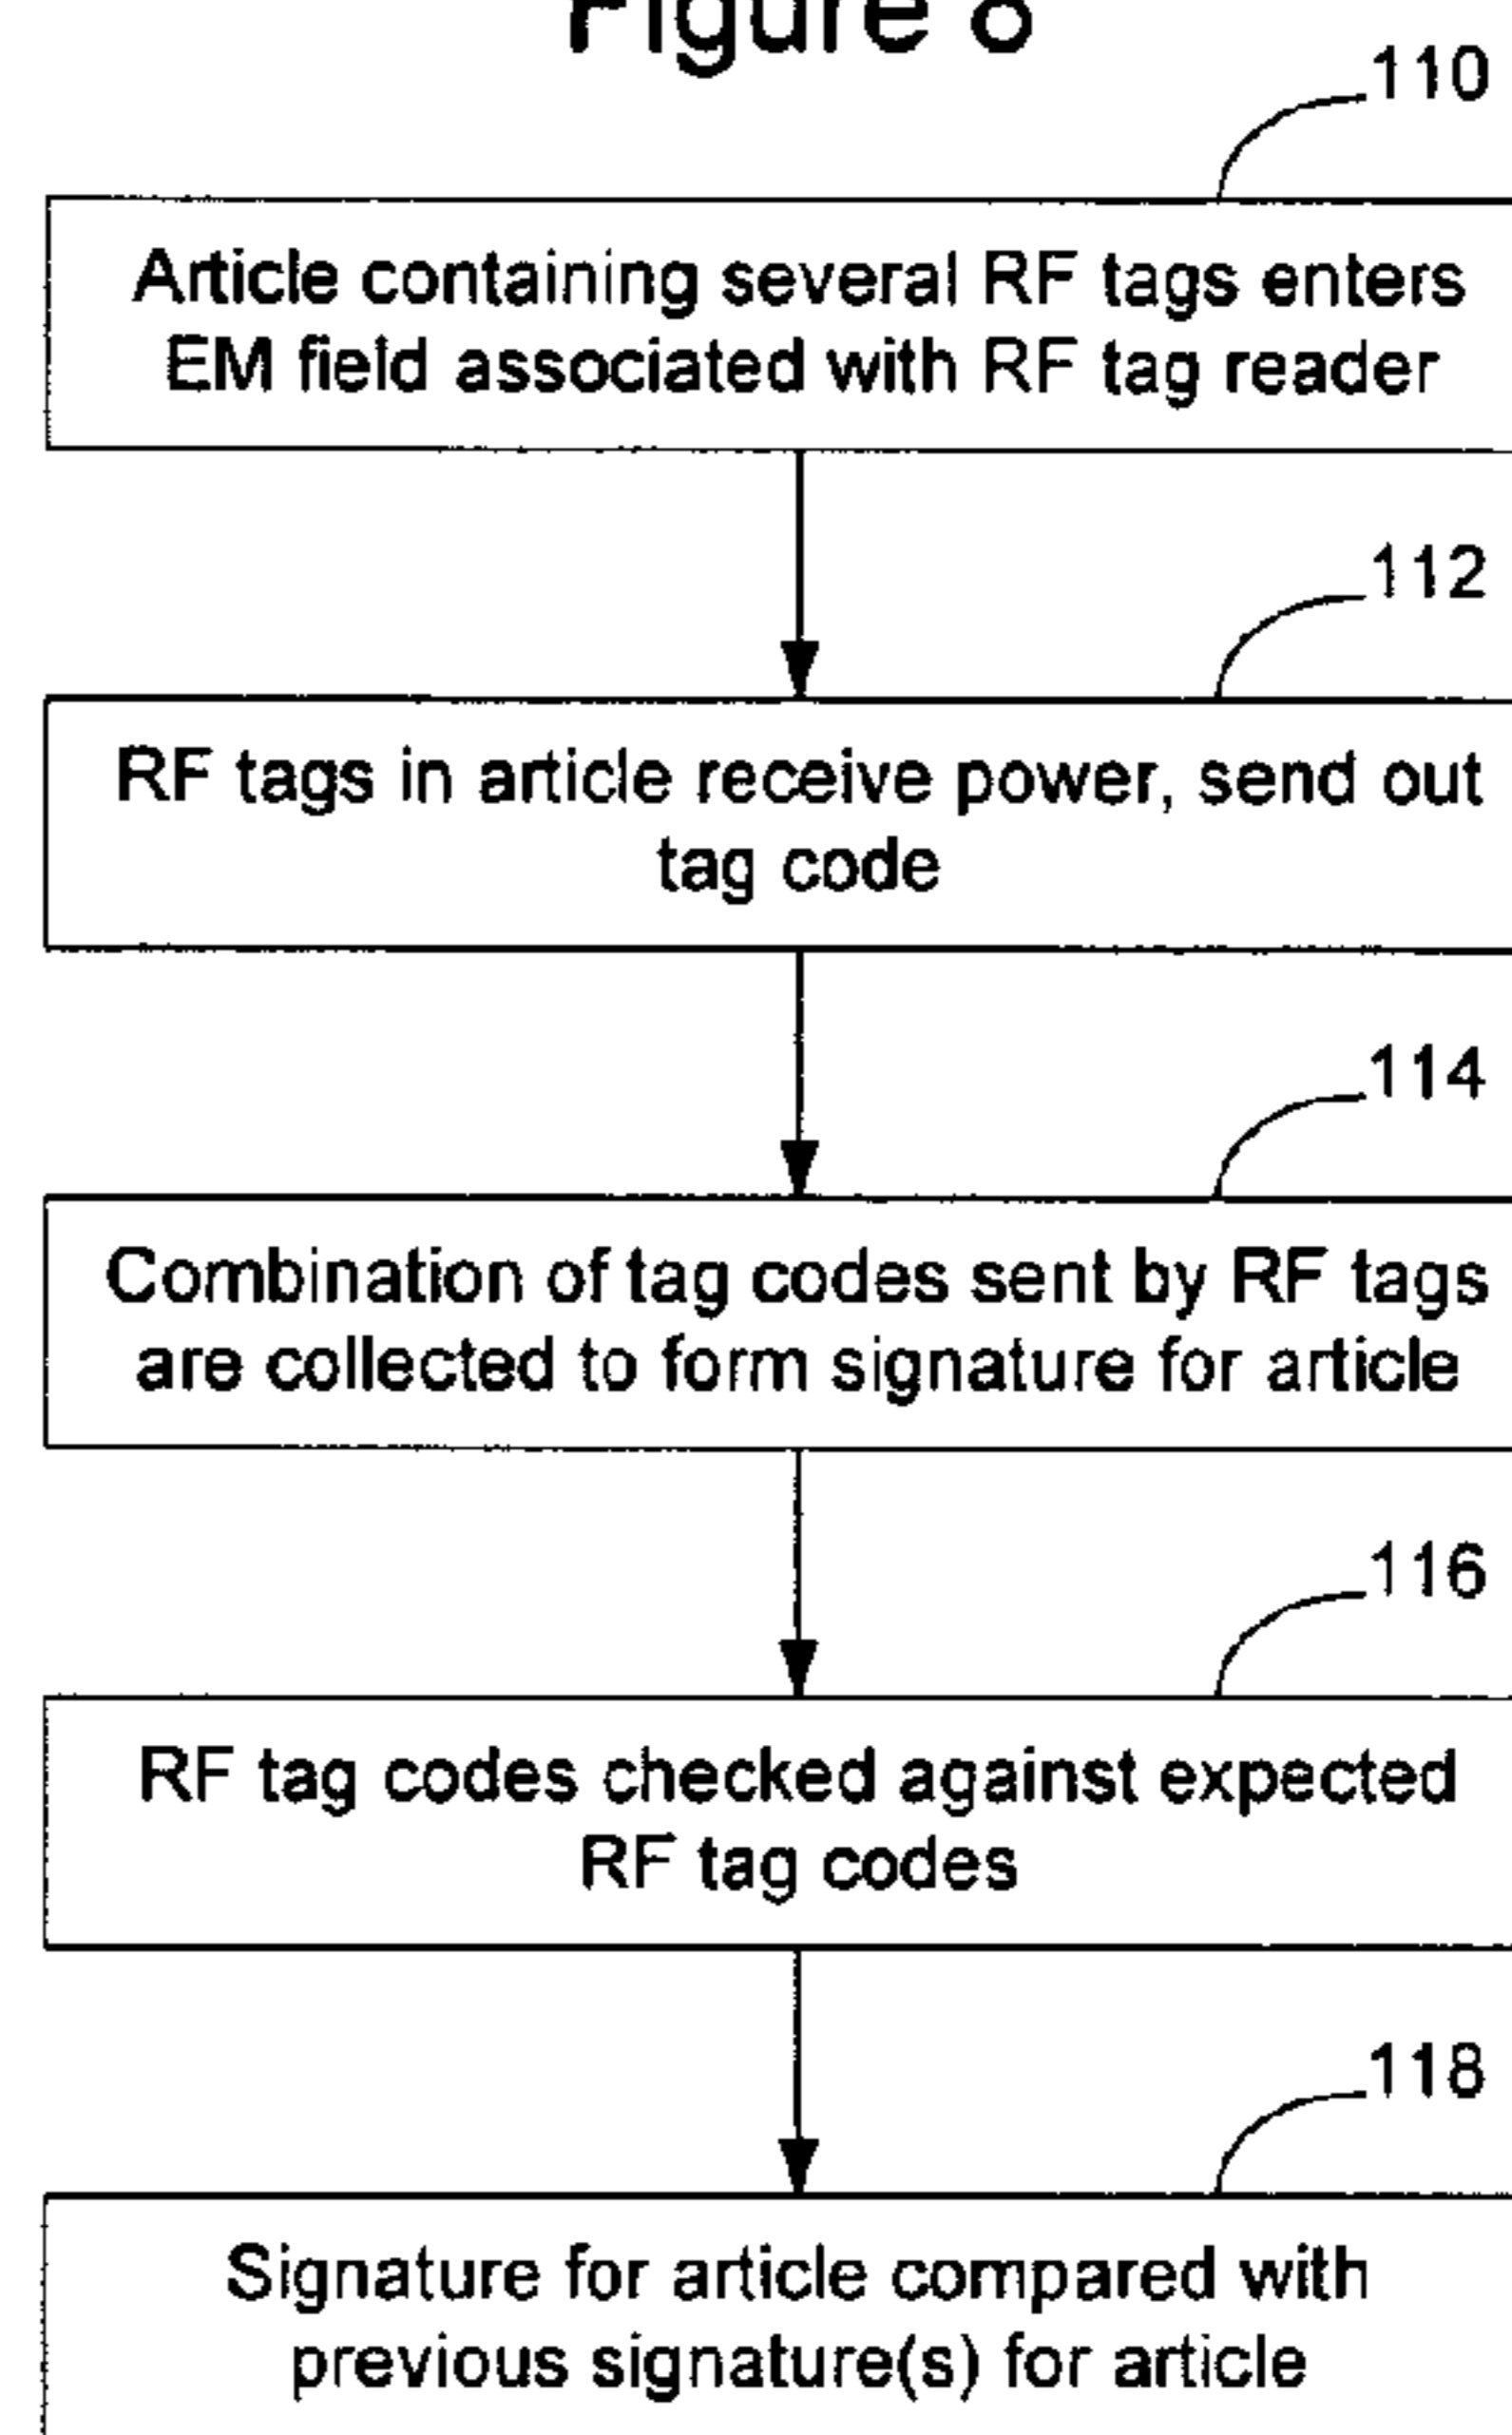 Figure 8
110
Article containing several RF tags enters
EM field associated with RF tag reader
112
RF tags in article receive power, send out
tag code
114
Combination of tag codes sent by RF tags
are collected to form signature for article
116
RF tag codes checked against expected
RF tag codes
118
Signature for article compared with
previous signature(s) for article